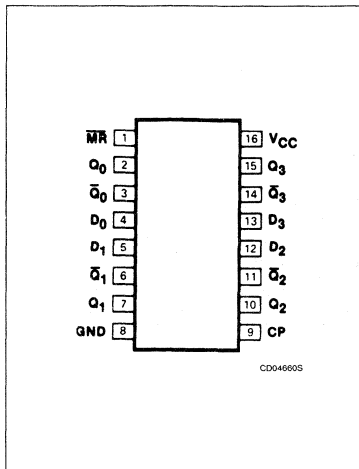 M̅R̅ 1 16 VCC
Q0 2 15 Q3
Q̅0 3 14 Q̅3
D0 4 13 D3
D1 5 12 D2
Q̅1 6 11 Q̅2
Q1 7 10 Q2
GND 8 9 CP
CD04660S